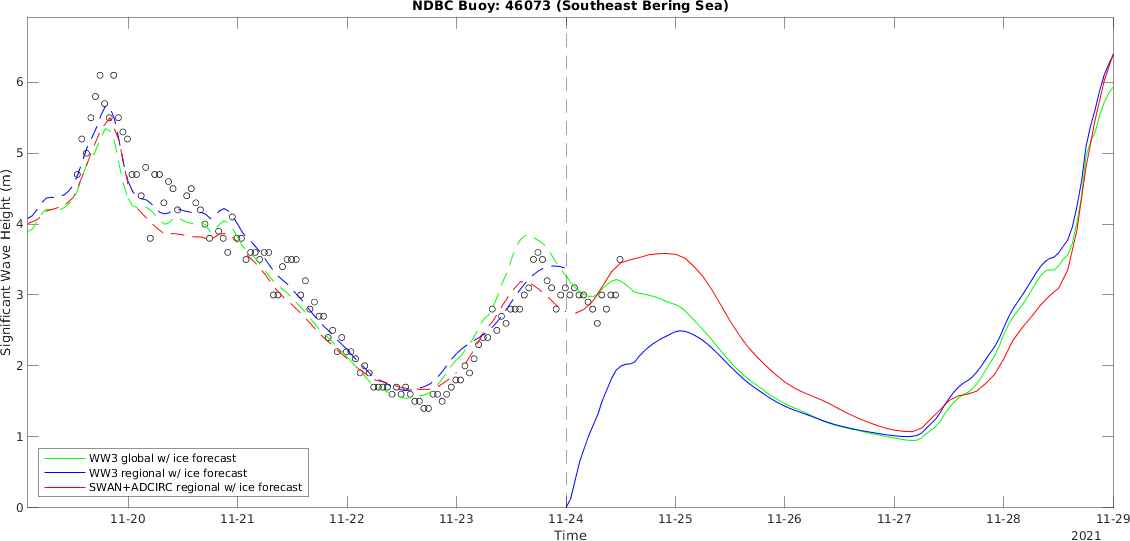 NDBC Buoy: 46073 (Southeast Bering Sea)
Significant Wave Height (m)
6
5
4
3
2
1
0
WW3 global w/ ice forecast
WW3 regional w/ ice forecast
SWAN+ADCIRC regional w/ ice forecast
11-20 11-21 11-22 11-23 11-24 11-25 11-26 11-27 11-28 11-29
Time
2021